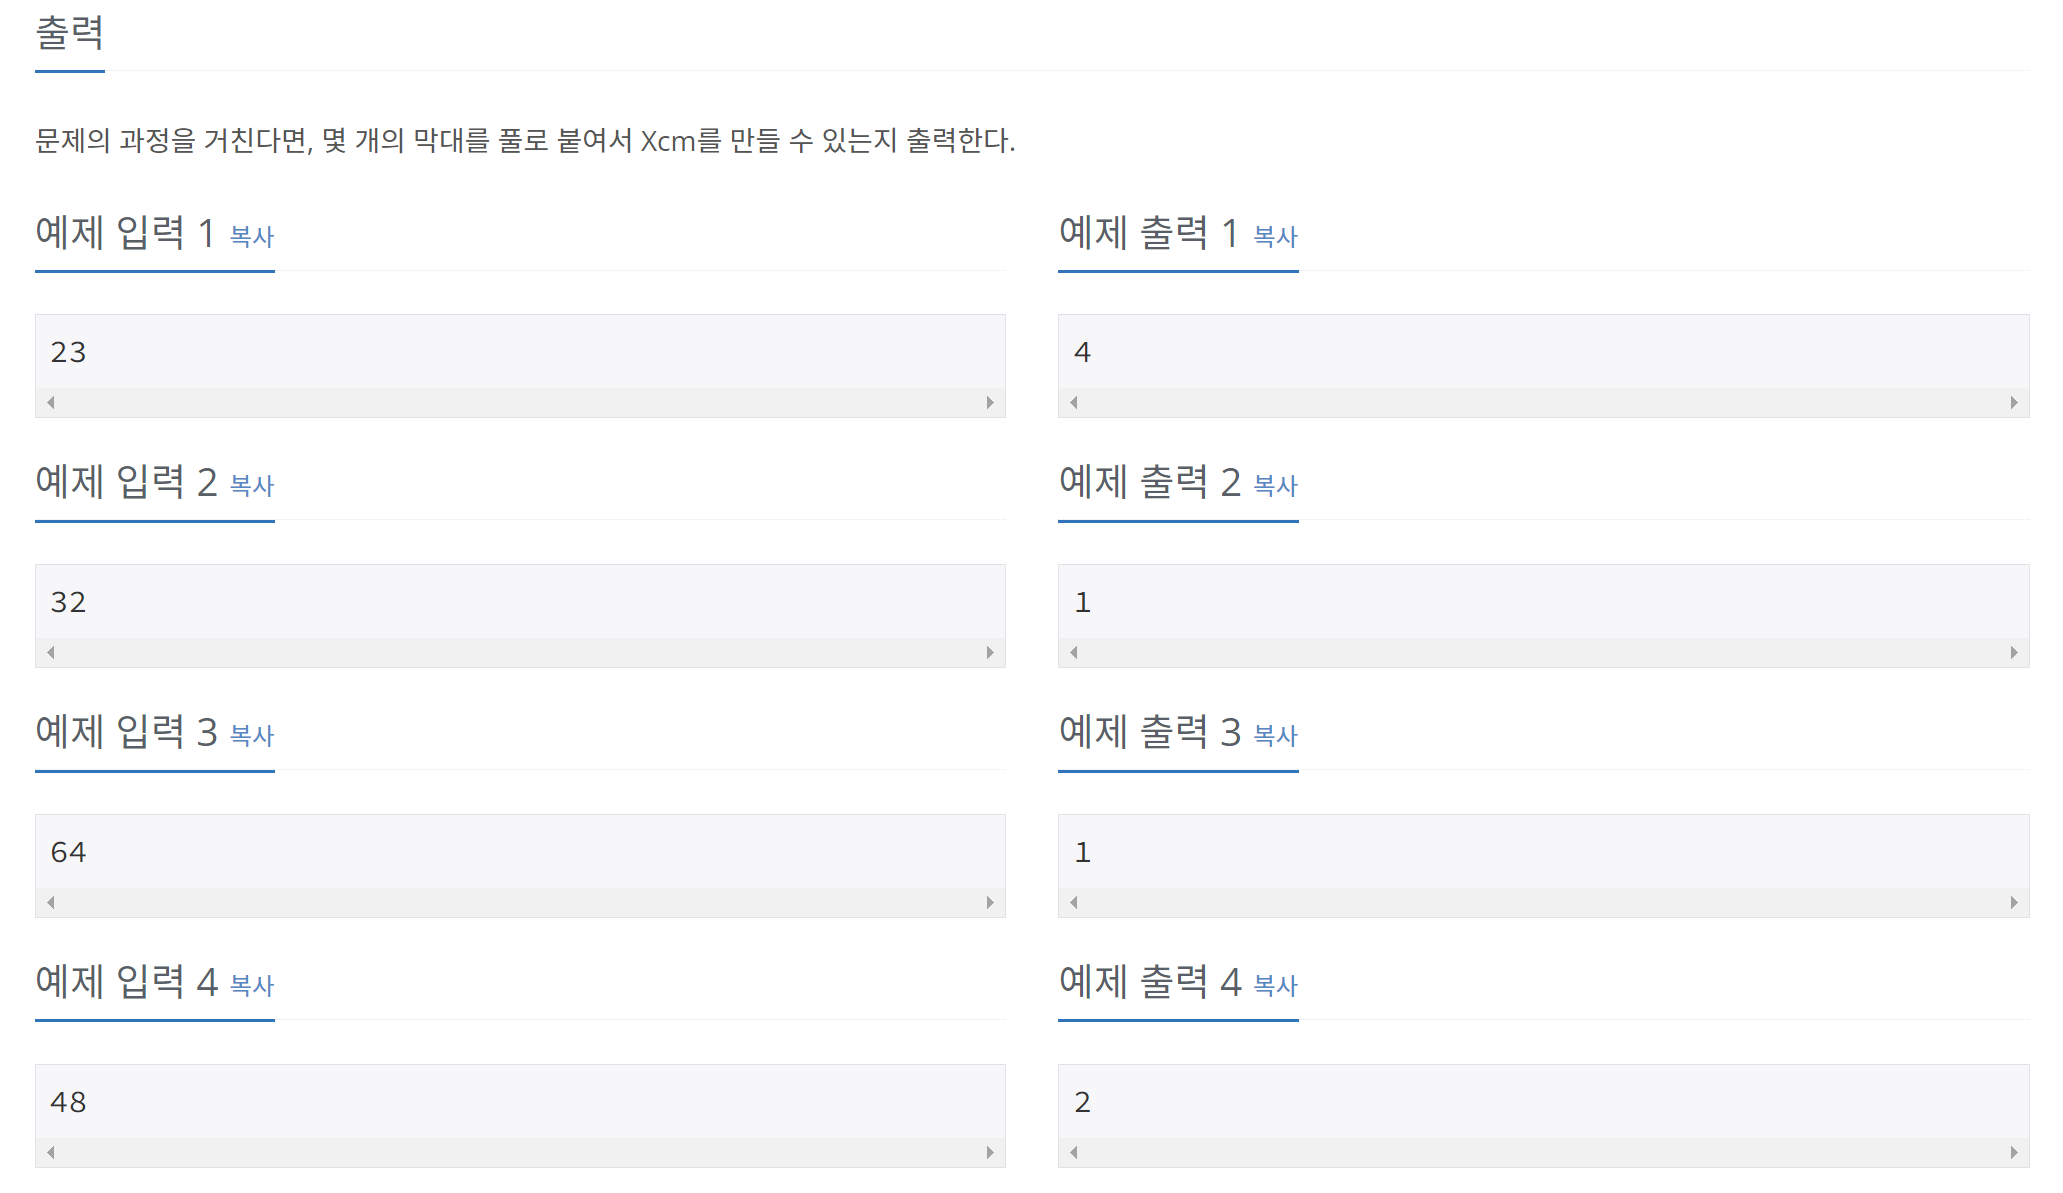 출력
문제의 과정을 거친다면, 몇 개의 막대를 풀로 붙여서 Xcm를 만들 수 있는지 출력한다.
예제 입력 1 복사
23
예제 출력 1 복사
4
예제 입력 2 복사
32
예제 출력 2 복사
1
예제 입력 3 복사
64
예제 출력 3 복사
1
예제 입력 4 복사
48
예제 출력 4 복사
2